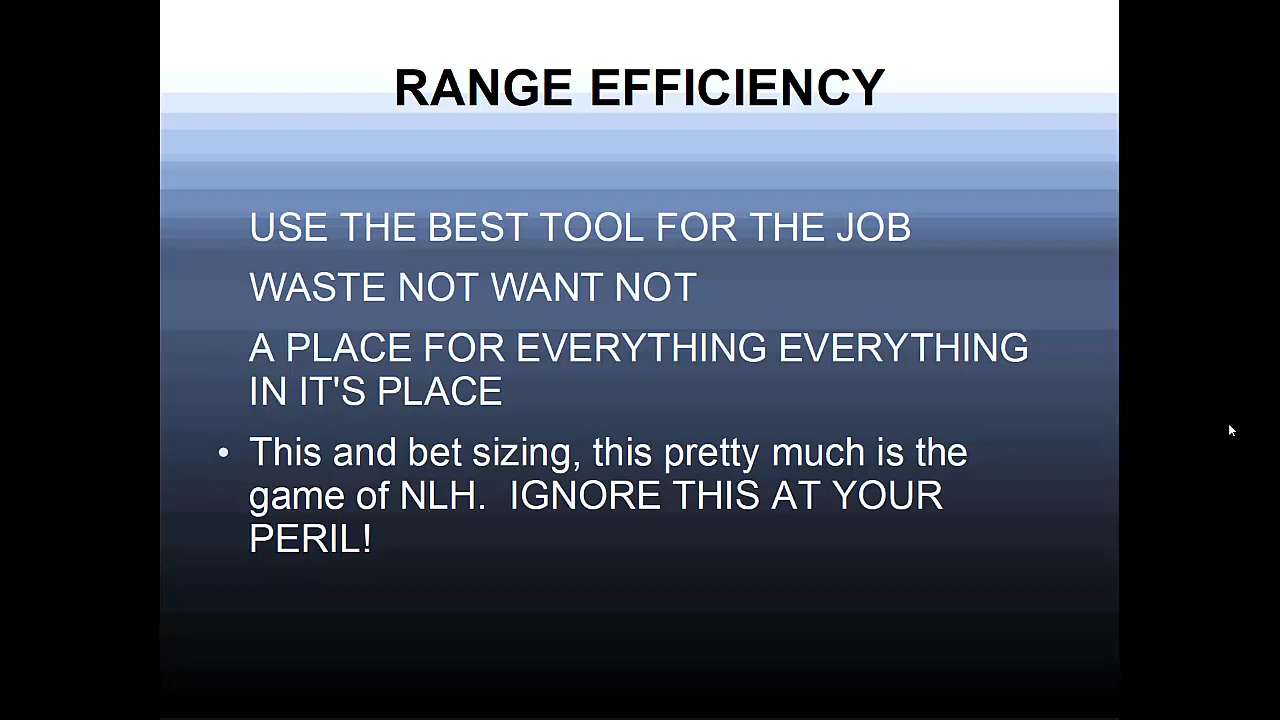 RANGE EFFICIENCY
USE THE BEST TOOL FOR THE JOB
WASTE NOT WANT NOT
A PLACE FOR EVERYTHING EVERYTHING
IN IT'S PLACE
• This and bet sizing, this pretty much is the
game of NLH.  IGNORE THIS AT YOUR
PERIL!